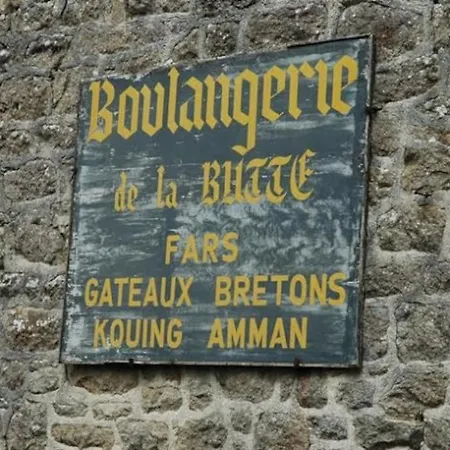 Boulangerie
de la BUTTE
FARS
GATEAUX BRETONS
KOUING AMMAN